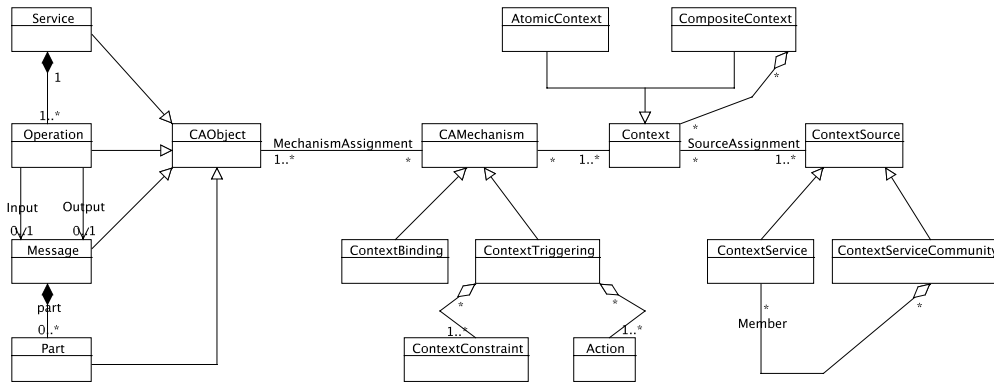 Service
AtomicContext
CompositeContext
1
*
1..*
Operation
CAObject
MechanismAssignment
CAMechanism
Context
*
SourceAssignment
ContextSource
1..*
*
*
1..*
*
1..*
Input
Output
0..1
0..1
Message
ContextBinding
ContextTriggering
ContextService
ContextServiceCommunity
part
*
*
*
*
Member
0..*
1..*
1..*
Part
ContextConstraint
Action